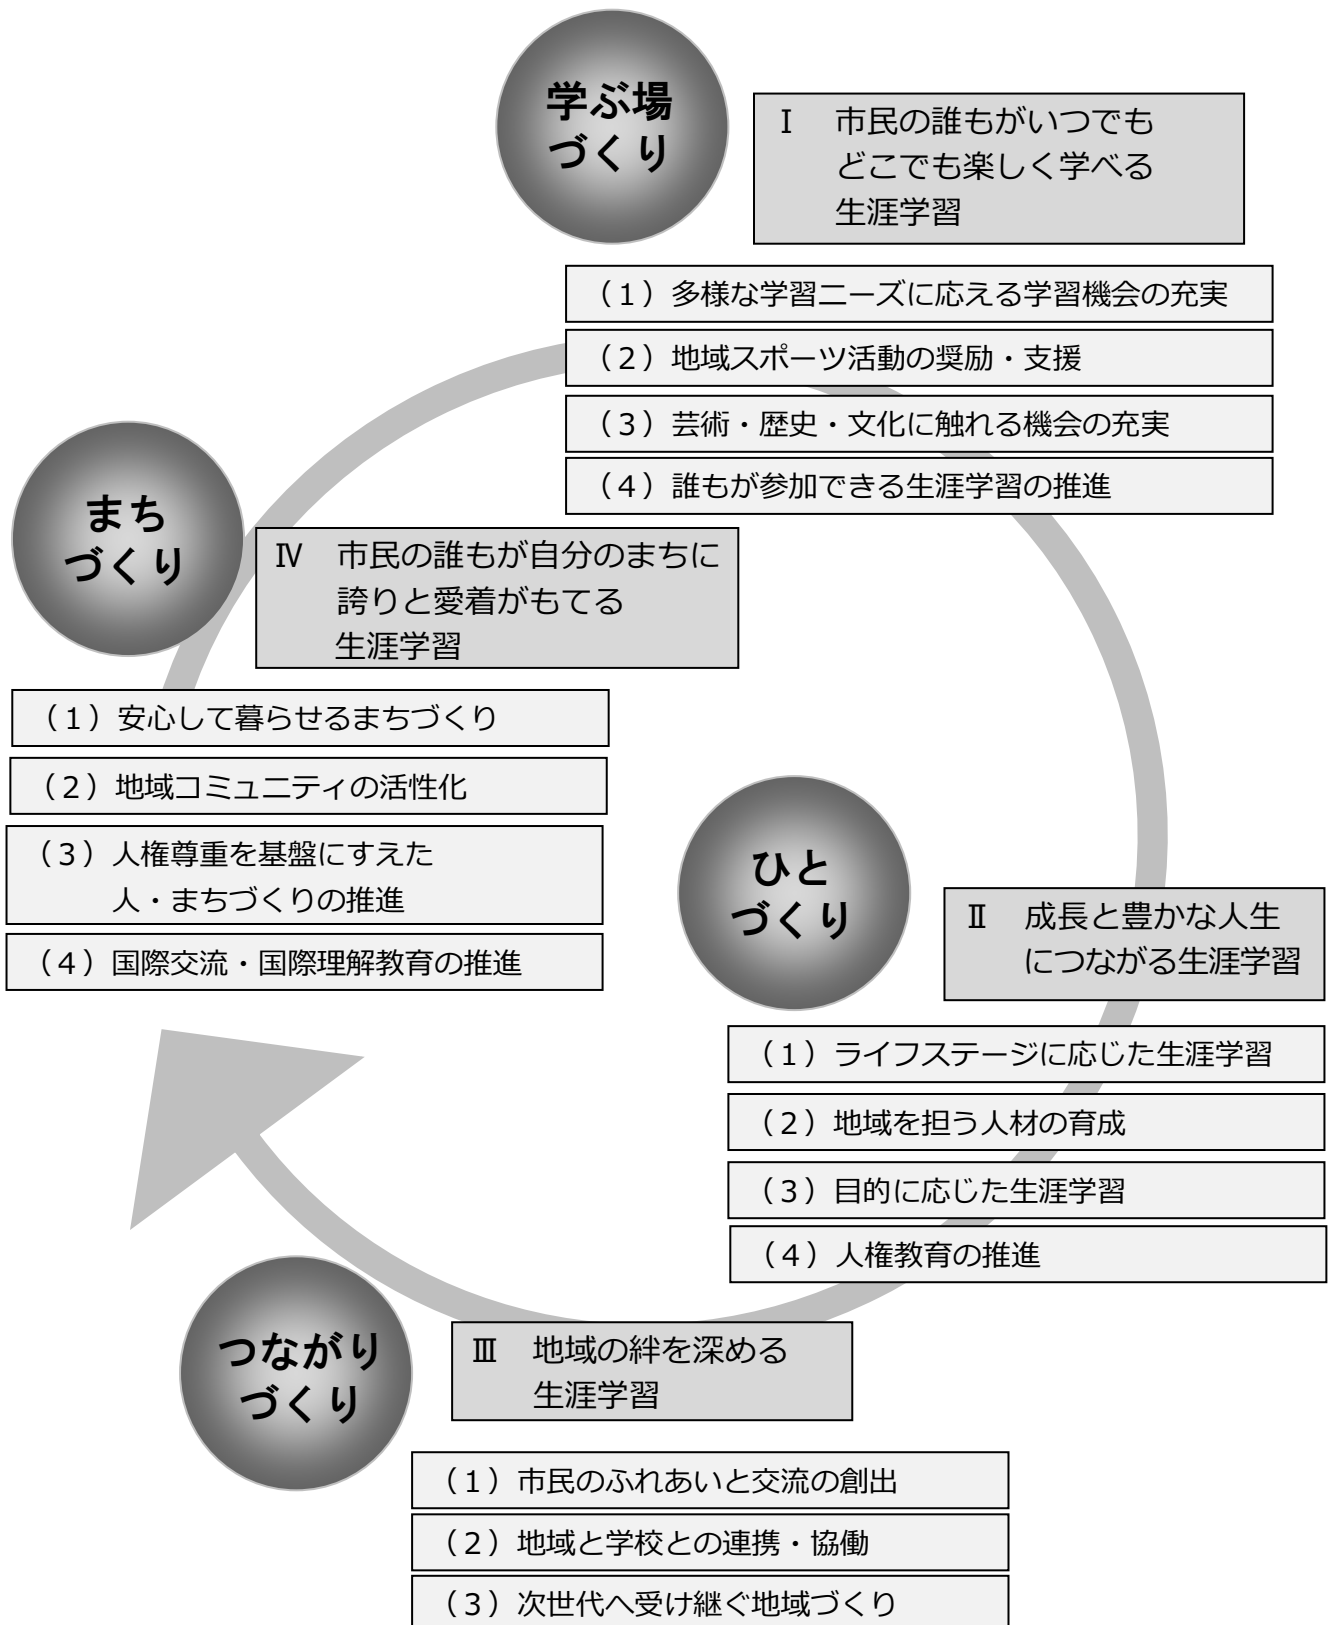 学ぶ場
づくり
Ⅰ　市民の誰もがいつでも
どこでも楽しく学べる
生涯学習
（１）多様な学習ニーズに応える学習機会の充実
（２）地域スポーツ活動の奨励・支援
（３）芸術・歴史・文化に触れる機会の充実
（４）誰もが参加できる生涯学習の推進
まち
づくり
Ⅳ　市民の誰もが自分のまちに
誇りと愛着がもてる
生涯学習
（１）安心して暮らせるまちづくり
（２）地域コミュニティの活性化
（３）人権尊重を基盤にすえた
人・まちづくりの推進
（４）国際交流・国際理解教育の推進
ひと
づくり
Ⅱ　成長と豊かな人生
につながる生涯学習
（１）ライフステージに応じた生涯学習
（２）地域を担う人材の育成
（３）目的に応じた生涯学習
（４）人権教育の推進
つながり
づくり
Ⅲ　地域の絆を深める
生涯学習
（１）市民のふれあいと交流の創出
（２）地域と学校との連携・協働
（３）次世代へ受け継ぐ地域づくり